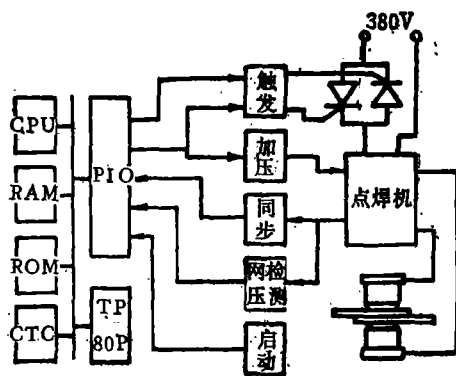 380V
触发
CPU
PIO
加压
点焊机
RAM
同步
ROM
网压检测
CTC
TP
80P
启动